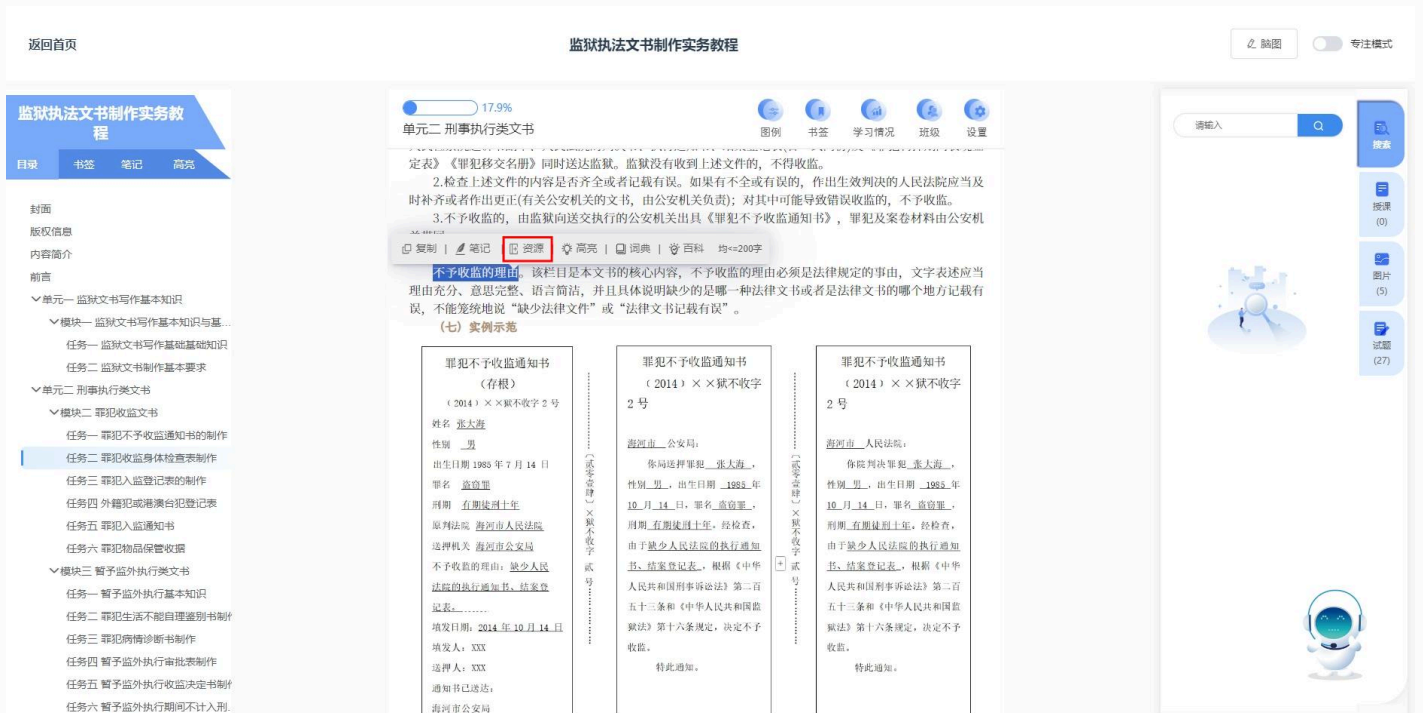 返回首页
监狱执法文书制作实务教程
脑图
专注模式
监狱执法文书制作实务教
程
目录
书签
笔记
高亮
封面
版权信息
内容简介
前言
单元一 监狱文书写作基本知识
模块一 监狱文书写作基本知识与基...
任务一 监狱文书写作基础基础知识
任务二 监狱文书制作基本要求
单元二 刑事执行类文书
模块二 罪犯收监文书
任务一 罪犯不予收监通知书的制作
任务二 罪犯收监身体检查表制作
任务三 罪犯入监登记表的制作
任务四 外籍犯或港澳台犯登记表
任务五 罪犯入监通知书
任务六 罪犯物品保管收据
模块三 暂予监外执行类文书
任务一 暂予监外执行基本知识
任务二 罪犯生活不能自理鉴别书制作
任务三 罪犯病情诊断书制作
任务四 暂予监外执行审批表制作
任务五 暂予监外执行收监决定书制作
任务六 暂予监外执行期间不计入刑...
17.9%
单元二 刑事执行类文书
图例
书签
学习情况
班级
设置
定表》《罪犯移交名册》同时送达监狱。监狱没有收到上述文件的，不得收监。
2.检查上述文件的内容是否齐全或者记载有误。如果有不全或有误的，作出生效判决的人民法院应当及
时补齐或者作出更正(有关公安机关的文书，由公安机关负责)；对其中可能导致错误收监的，不予收监。
3.不予收监的，由监狱向送交执行的公安机关出具《罪犯不予收监通知书》，罪犯及案卷材料由公安机
复制 | 笔记 | 资源 高亮 | 词典 | 百科 均<=200字
不予收监的理由。该栏目是本文书的核心内容，不予收监的理由必须是法律规定的事由，文字表述应当
理由充分、意思完整、语言简洁，并且具体说明缺少的是哪一种法律文书或者是法律文书的哪个地方记载有
误，不能笼统地说“缺少法律文件”或“法律文书记载有误”。
（七）实例示范
罪犯不予收监通知书
（存根）
（2014）××狱不收字 2 号
姓名 张大海
性别 男
出生日期 1985 年 7 月 14 日
罪名 盗窃罪
刑期 有期徒刑十年
原判法院 海河市人民法院
送押机关 海河市公安局
不予收监的理由：缺少人民
法院的执行通知书、结案登
记表。
填发日期：2014 年 10 月 14 日
填发人：XXX
送押人：XXX
通知书已送达：
海河市公安局
（贰零壹肆）×狱不收字 贰 号
罪犯不予收监通知书
（2014）××狱不收字
2 号
海河市 公安局：
你局送押罪犯 张大海，
性别 男，出生日期 1985 年
10 月 14 日，罪名 盗窃罪，
刑期 有期徒刑十年。经检查，
由于缺少人民法院的执行通知
书、结案登记表，根据《中华
人民共和国刑事诉讼法》第二百
五十三条和《中华人民共和国监
狱法》第十六条规定，决定不予
收监。
特此通知。
（贰零壹肆）×狱不收字 贰 号
罪犯不予收监通知书
（2014）××狱不收字
2 号
海河市 人民法院：
你院判决罪犯 张大海，
性别 男，出生日期 1985 年
10 月 14 日，罪名 盗窃罪，
刑期 有期徒刑十年。经检查，
由于缺少人民法院的执行通知
书、结案登记表，根据《中华
人民共和国刑事诉讼法》第二百
五十三条和《中华人民共和国监
狱法》第十六条规定，决定不予
收监。
特此通知。
请输入
搜索
授课
(0)
图片
(5)
试题
(27)